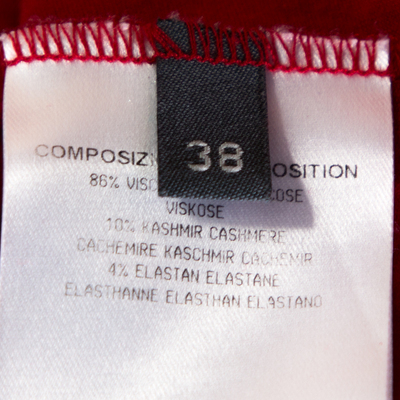 38
COMPOSIZ OSITION
86% VISC COSE
VISKOSE
10% KASHMIR CASHMERE
CACHEMIRE KASCHMIR CACHEMIR
4% ELASTAN ELASTANE
ELASTHANNE ELASTHAN ELASTANO